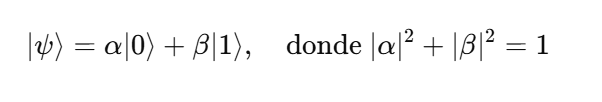 |ψ⟩ = α|0⟩ + β|1⟩, donde |α|² + |β|² = 1